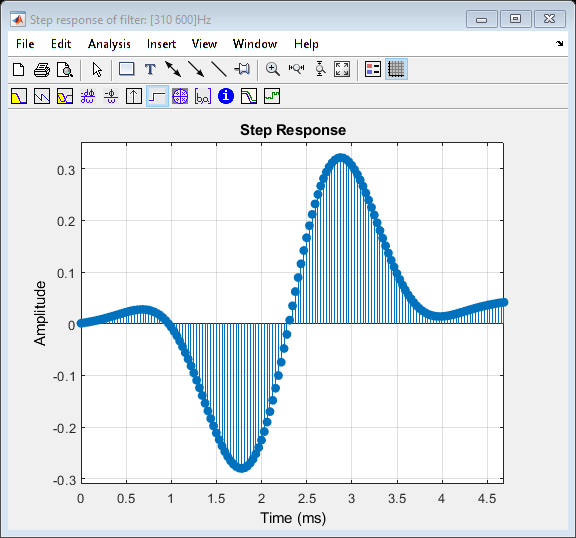 Step response of filter: [310 600]Hz
File Edit Analysis Insert View Window Help
Step Response
Amplitude
0.3
0.2
0.1
0
-0.1
-0.2
-0.3
0 0.5 1 1.5 2 2.5 3 3.5 4 4.5
Time (ms)